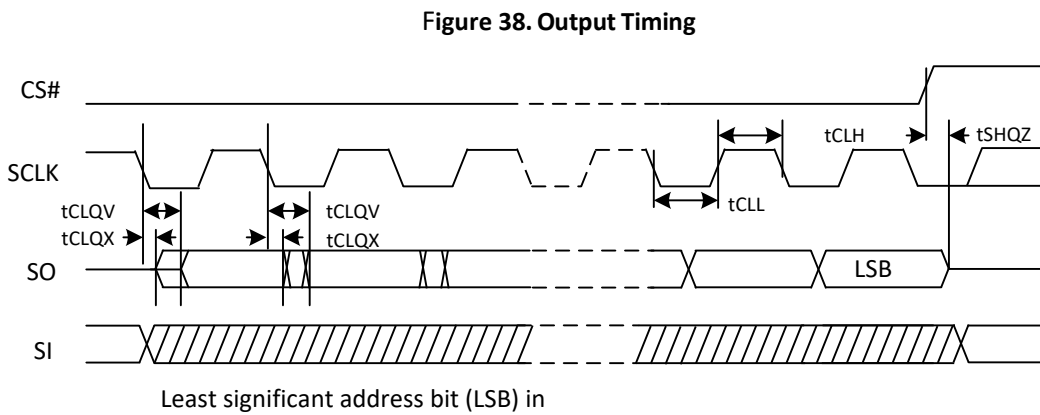 Figure 38. Output Timing
CS#
tCLH
tSHQZ
SCLK
tCLQV
tCLQV
tCLL
tCLQX
tCLQX
SO
LSB
SI
Least significant address bit (LSB) in